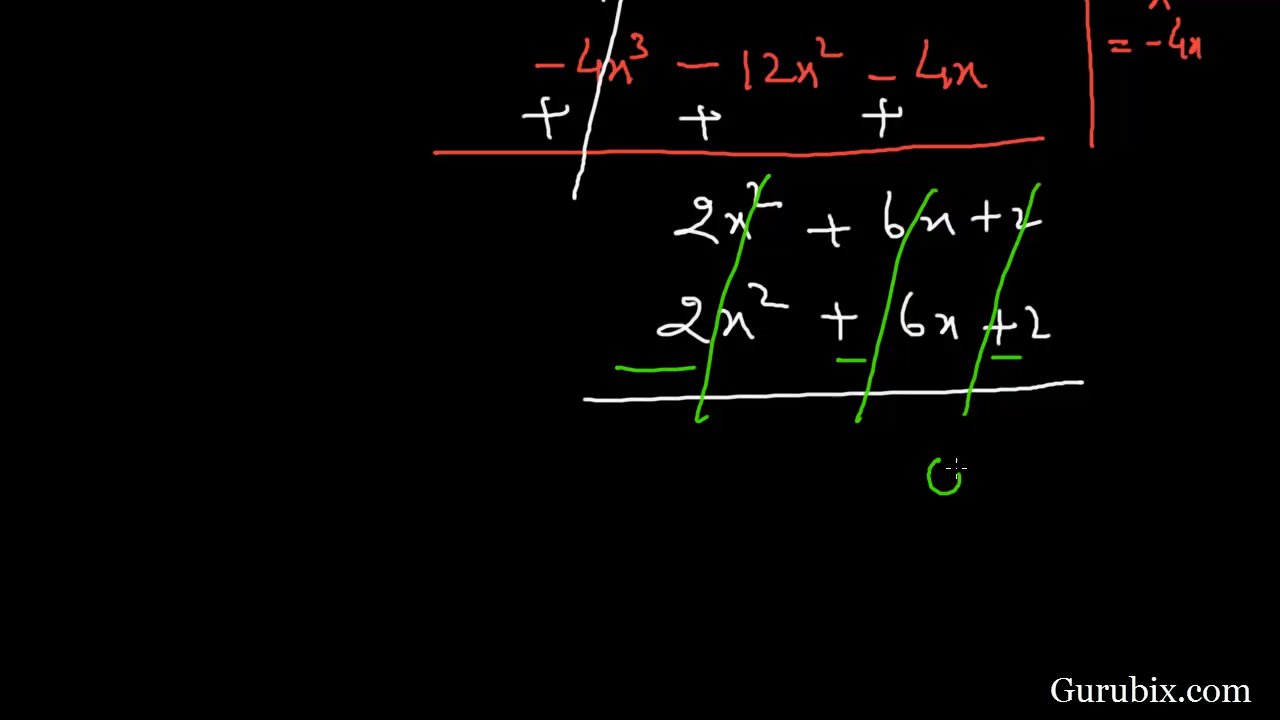 = -4x
-4x³ - 12x² - 4x
+ + +
2x² + 6x + 2
2x² + 6x + 2
0
Gurubix.com